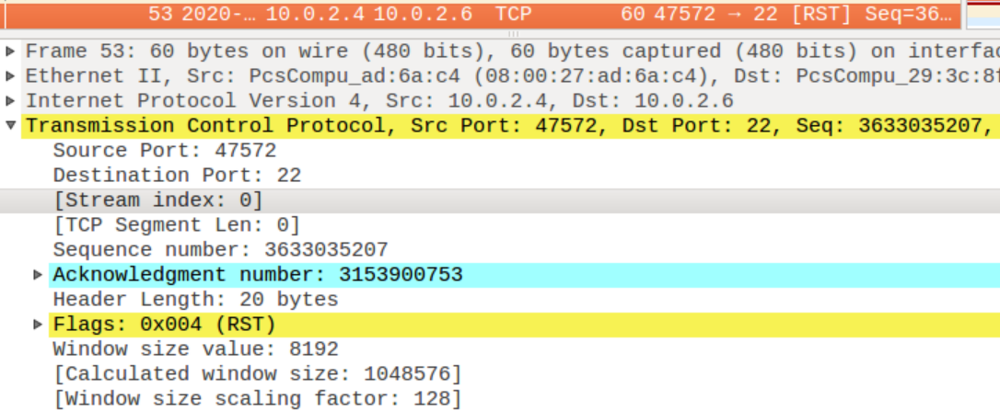 53 2020-… 10.0.2.4 10.0.2.6 TCP 60 47572 → 22 [RST] Seq=36…
Frame 53: 60 bytes on wire (480 bits), 60 bytes captured (480 bits) on interfac
Ethernet II, Src: PcsCompu_ad:6a:c4 (08:00:27:ad:6a:c4), Dst: PcsCompu_29:3c:8f
Internet Protocol Version 4, Src: 10.0.2.4, Dst: 10.0.2.6
Transmission Control Protocol, Src Port: 47572, Dst Port: 22, Seq: 3633035207,
Source Port: 47572
Destination Port: 22
[Stream index: 0]
[TCP Segment Len: 0]
Sequence number: 3633035207
Acknowledgment number: 3153900753
Header Length: 20 bytes
Flags: 0x004 (RST)
Window size value: 8192
[Calculated window size: 1048576]
[Window size scaling factor: 128]